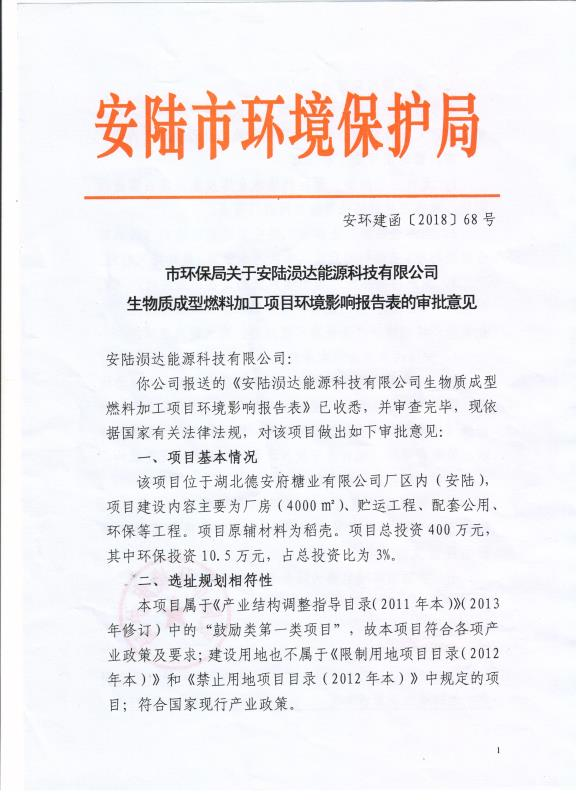 安陆市环境保护局
安环建函〔2018〕68 号
市环保局关于安陆涢达能源科技有限公司
生物质成型燃料加工项目环境影响报告表的审批意见
安陆涢达能源科技有限公司：
你公司报送的《安陆涢达能源科技有限公司生物质成型
燃料加工项目环境影响报告表》已收悉，并审查完毕，现依
据国家有关法律法规，对该项目做出如下审批意见：
一、项目基本情况
该项目位于湖北德安府糖业有限公司厂区内（安陆），
项目建设内容主要为厂房（4000 ㎡）、贮运工程、配套公用、
环保等工程。项目原辅材料为稻壳。项目总投资 400 万元，
其中环保投资 10.5 万元，占总投资比为 3%。
二、选址规划相符性
本项目属于《产业结构调整指导目录（2011 年本）》（2013
年修订）中的“鼓励类第一类项目”，故本项目符合各项产
业政策及要求；建设用地也不属于《限制用地项目目录（2012
年本）》和《禁止用地项目目录（2012 年本）》中规定的项
目；符合国家现行产业政策。
1